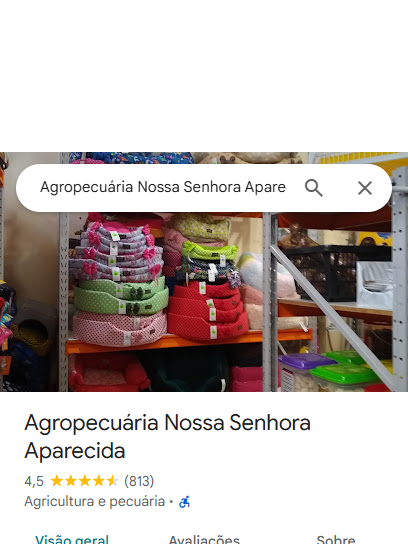 Agropecuária Nossa Senhora Apare
Agropecuária Nossa Senhora
Aparecida
4,5 (813)
Agricultura e pecuária ·
Visão geral Avaliações Sobre